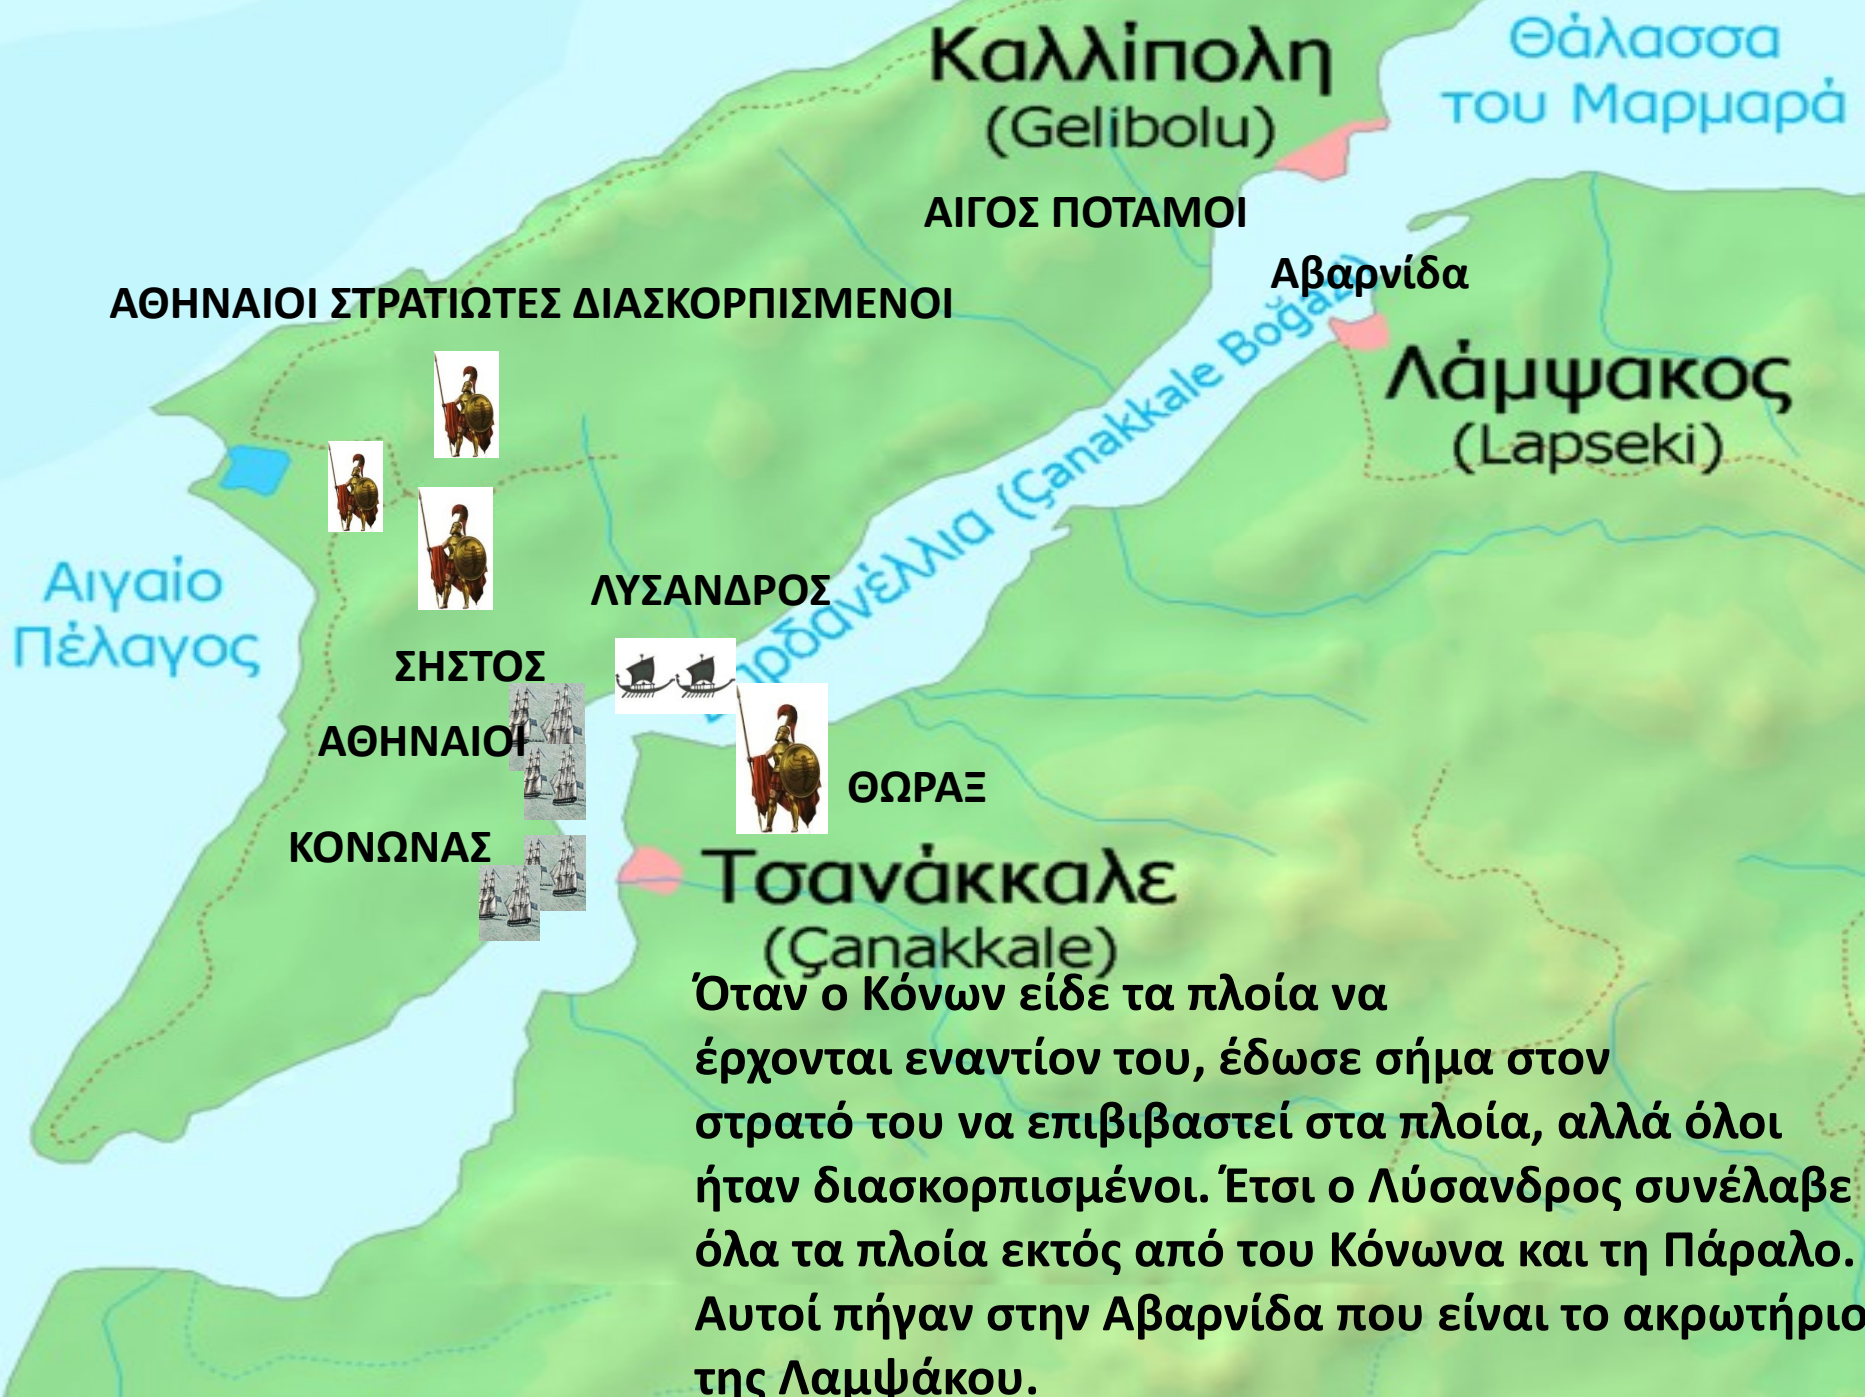 Καλλίπολη
(Gelibolu)
Θάλασσα
του Μαρμαρά
ΑΙΓΟΣ ΠΟΤΑΜΟΙ
Αβαρνίδα
ΑΘΗΝΑΙΟΙ ΣΤΡΑΤΙΩΤΕΣ ΔΙΑΣΚΟΡΠΙΣΜΕΝΟΙ
Λάμψακος
(Lapseki)
(Çanakkale Boğazı)
Αιγαίο
Πέλαγος
ΛΥΣΑΝΔΡΟΣ
ΣΗΣΤΟΣ
ΑΘΗΝΑΙΟΙ
ΘΩΡΑΞ
ΚΟΝΩΝΑΣ
Τσανάκκαλε
(Çanakkale)
Όταν ο Κόνων είδε τα πλοία να
έρχονται εναντίον του, έδωσε σήμα στον
στρατό του να επιβιβαστεί στα πλοία, αλλά όλοι
ήταν διασκορπισμένοι. Έτσι ο Λύσανδρος συνέλαβε
όλα τα πλοία εκτός από του Κόνωνα και τη Πάραλο.
Αυτοί πήγαν στην Αβαρνίδα που είναι το ακρωτήριο
της Λαμψάκου.